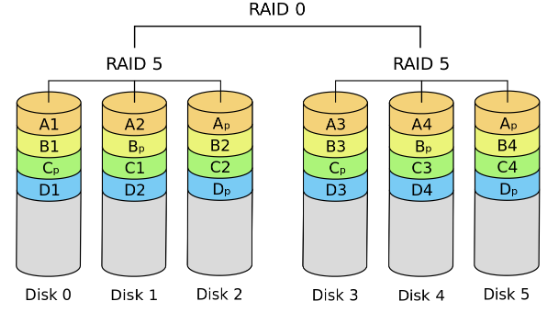 RAID 0
RAID 5 RAID 5
A1 A2 Ap A3 A4 Ap
B1 Bp B2 B3 Bp B4
Cp C1 C2 Cp C3 C4
D1 D2 Dp D3 D4 Dp
Disk 0 Disk 1 Disk 2 Disk 3 Disk 4 Disk 5